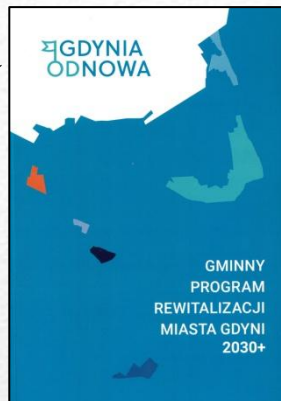 GDYNIA
ODNOWA
GMINNY
PROGRAM
REWITALIZACJI
MIASTA GDYNI
2030+